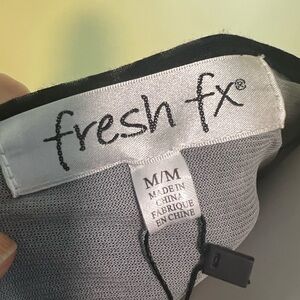 fresh fx®
M/M
MADE IN
CHINA
FABRIQUE
EN CHINE